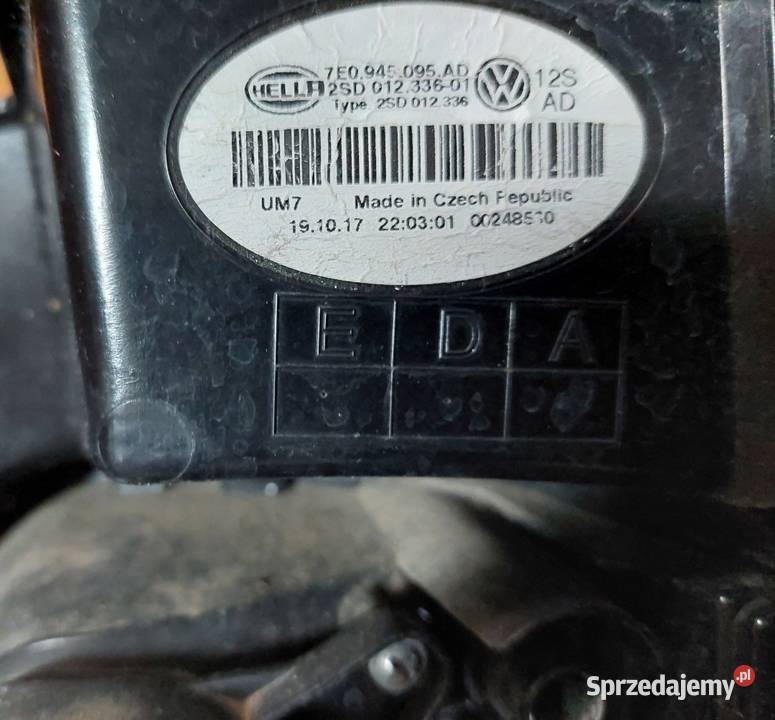 HELLA 7E0.945.095.AD 12S
2SD 012.336-01 AD
Type 2SD 012.336
UM7 Made in Czech Republic
19.10.17 22:03:01
E D A
Sprzedajemy.pl